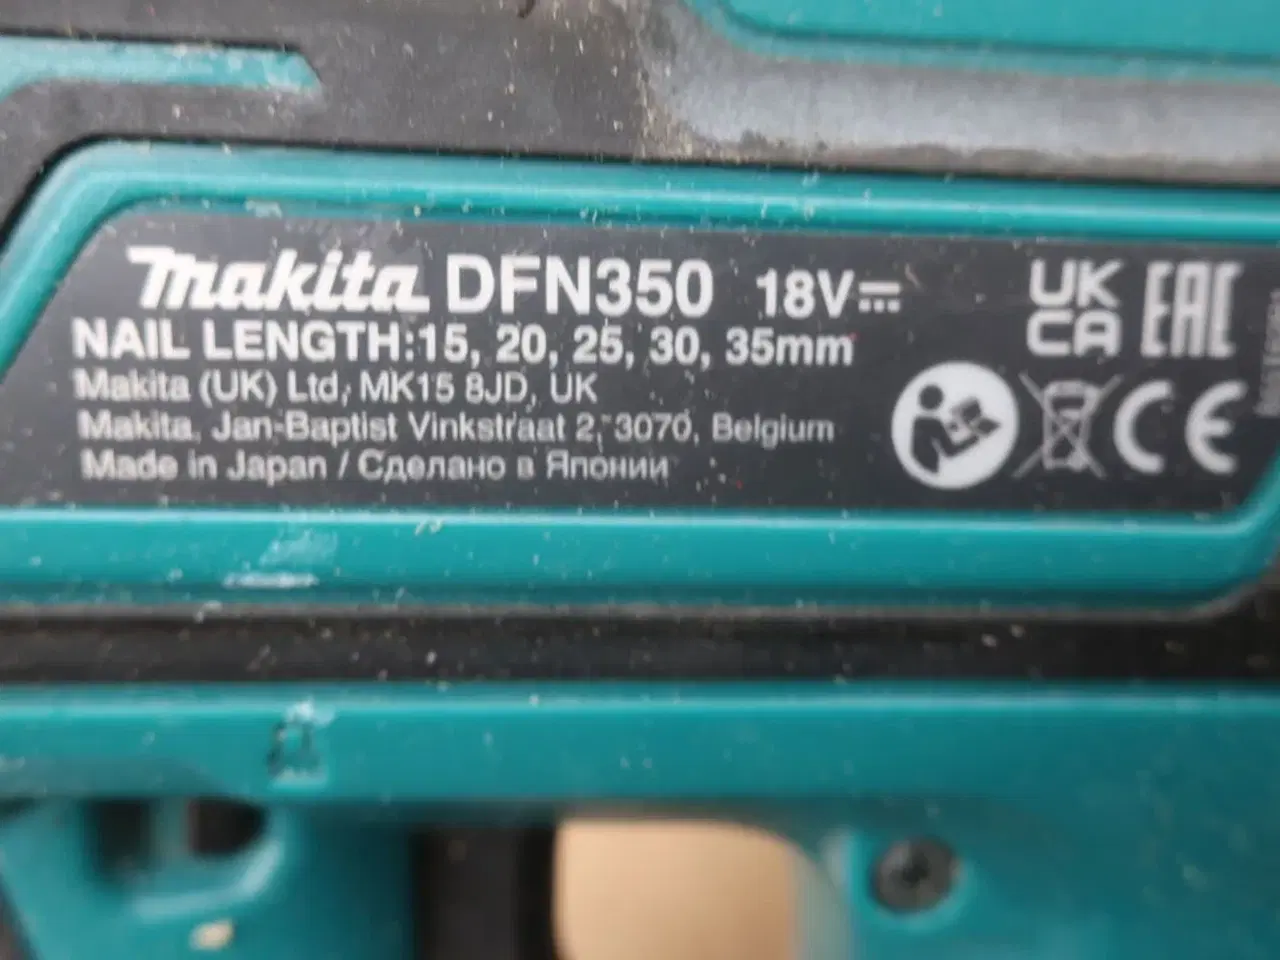 makita DFN350 18V
NAIL LENGTH:15, 20, 25, 30, 35mm
Makita (UK) Ltd, MK15 8JD, UK
Makita, Jan-Baptist Vinkstraat 2, 3070, Belgium
Made in Japan / Сделано в Японии
UK
CA
EAC
CE